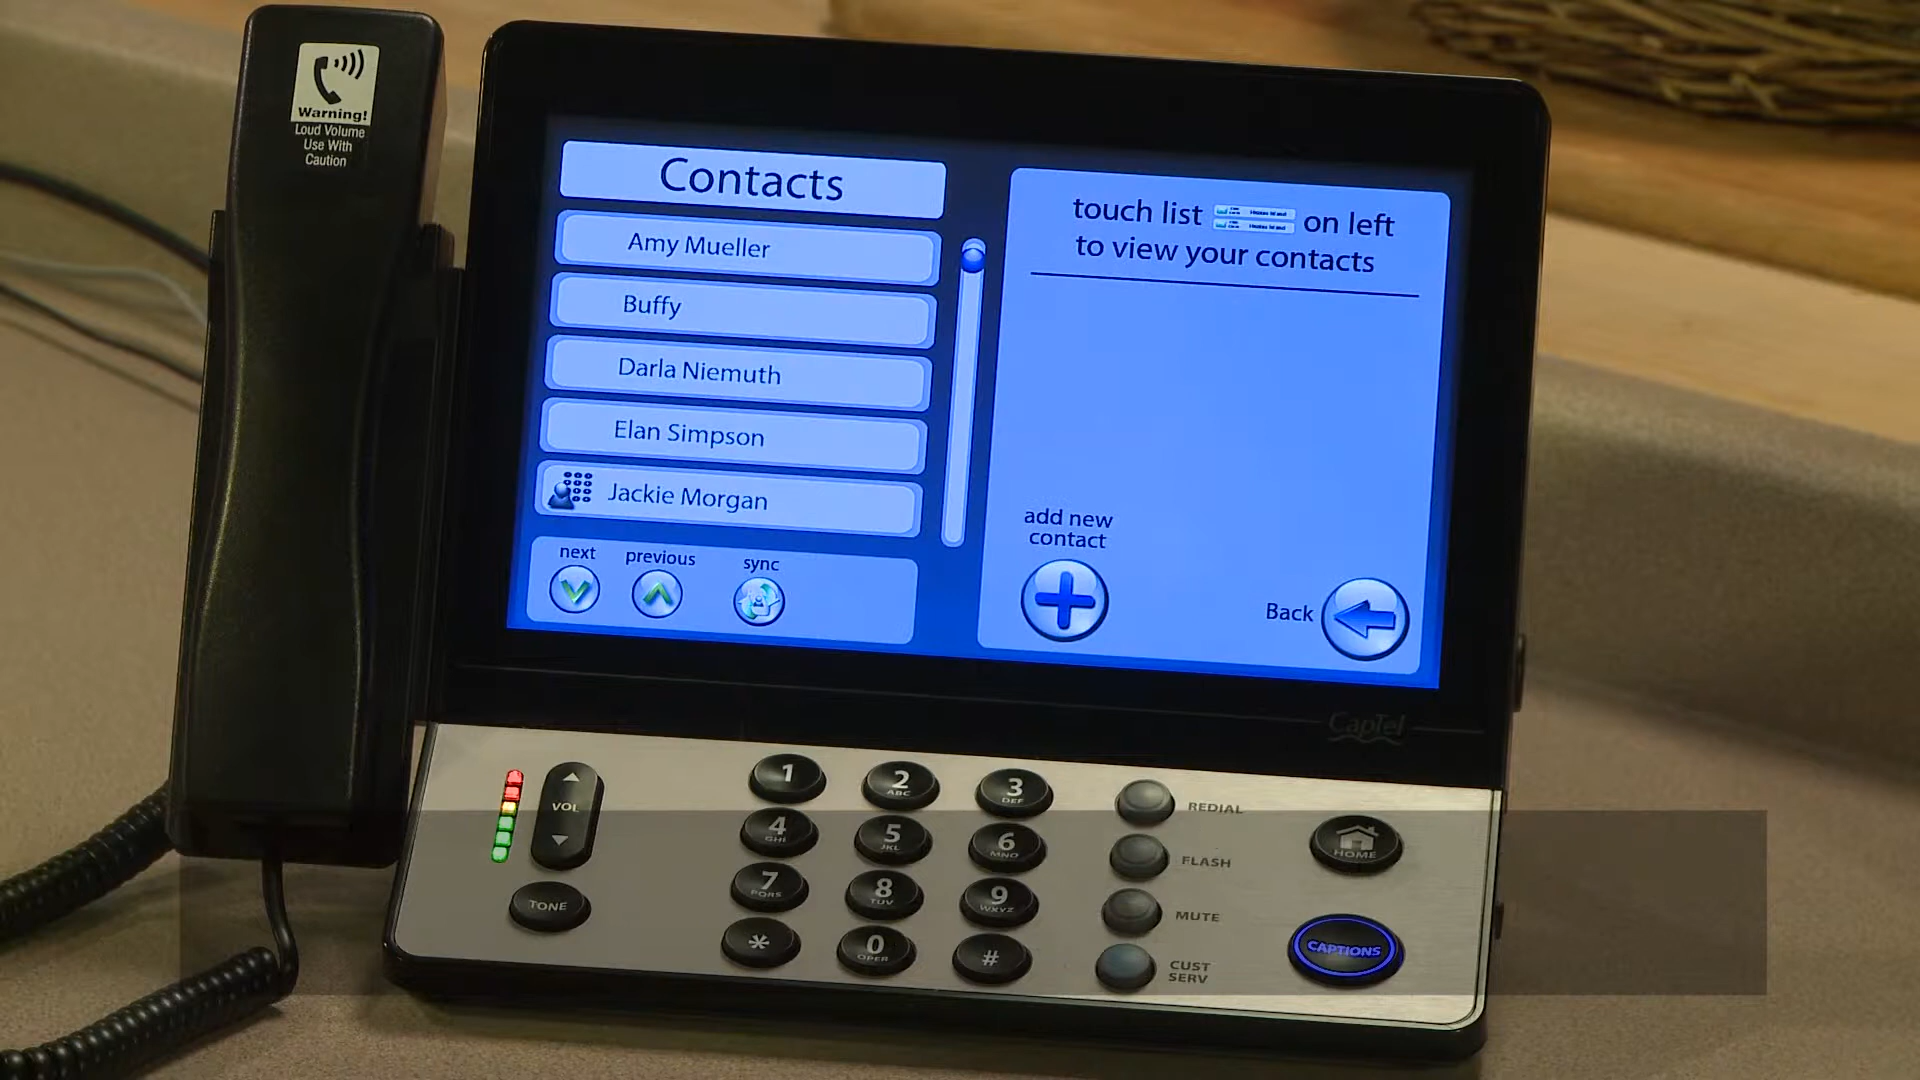 Warning!
Loud Volume
Use With
Caution
Contacts
Amy Mueller
Buffy
Darla Niemuth
Elan Simpson
Jackie Morgan
next
previous
sync
touch list on left
to view your contacts
add new
contact
Back
CapTel
VOL
TONE
1
2
ABC
3
DEF
4
GHI
5
JKL
6
MNO
7
PQRS
8
TUV
9
WXYZ
*
0
OPER
#
REDIAL
FLASH
MUTE
CUST
SERV
HOME
CAPTIONS